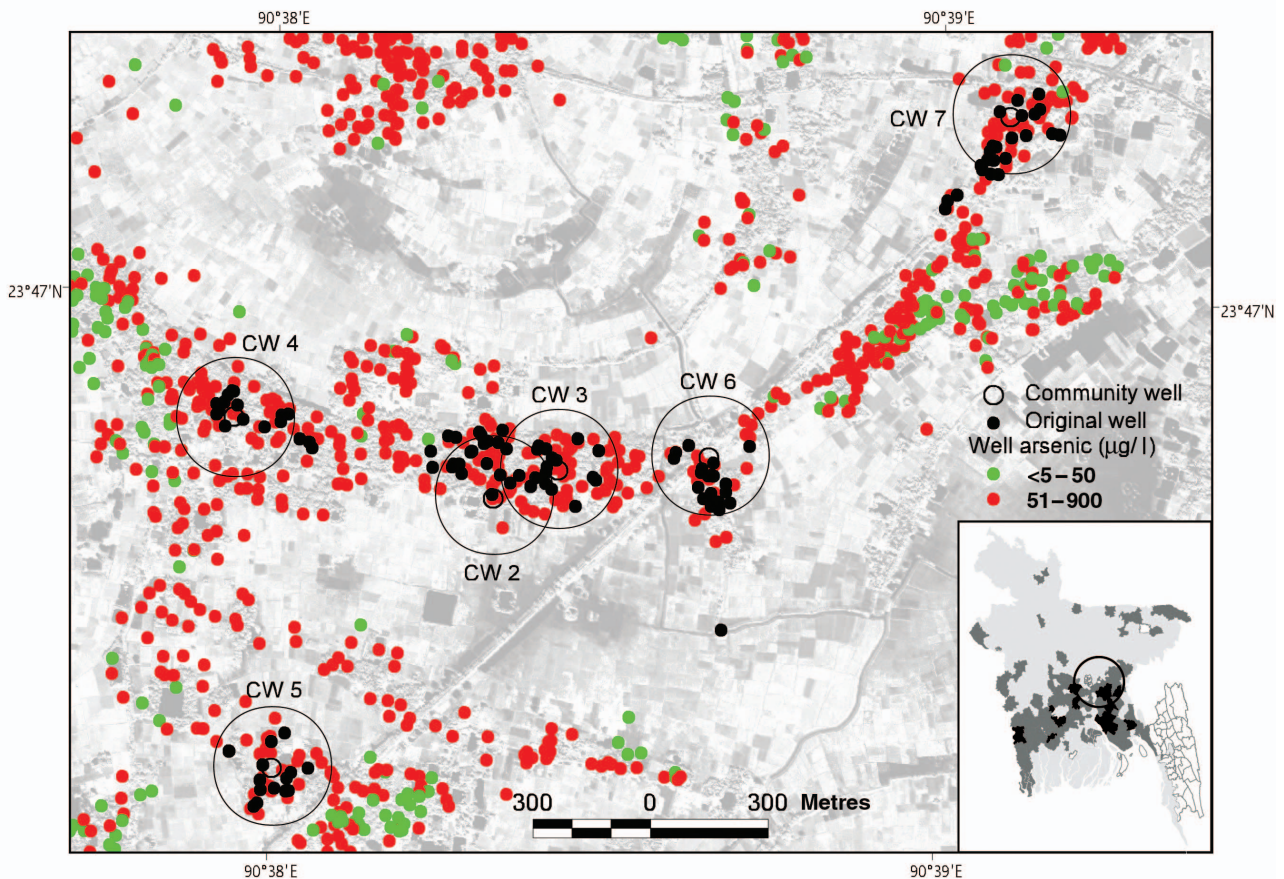 90°38'E
90°39'E
CW 7
23°47'N
23°47'N
CW 4
CW 6
CW 3
Community well
Original well
Well arsenic (µg/ l)
<5–50
51–900
CW 2
CW 5
300 0 300 Metres
90°38'E
90°39'E